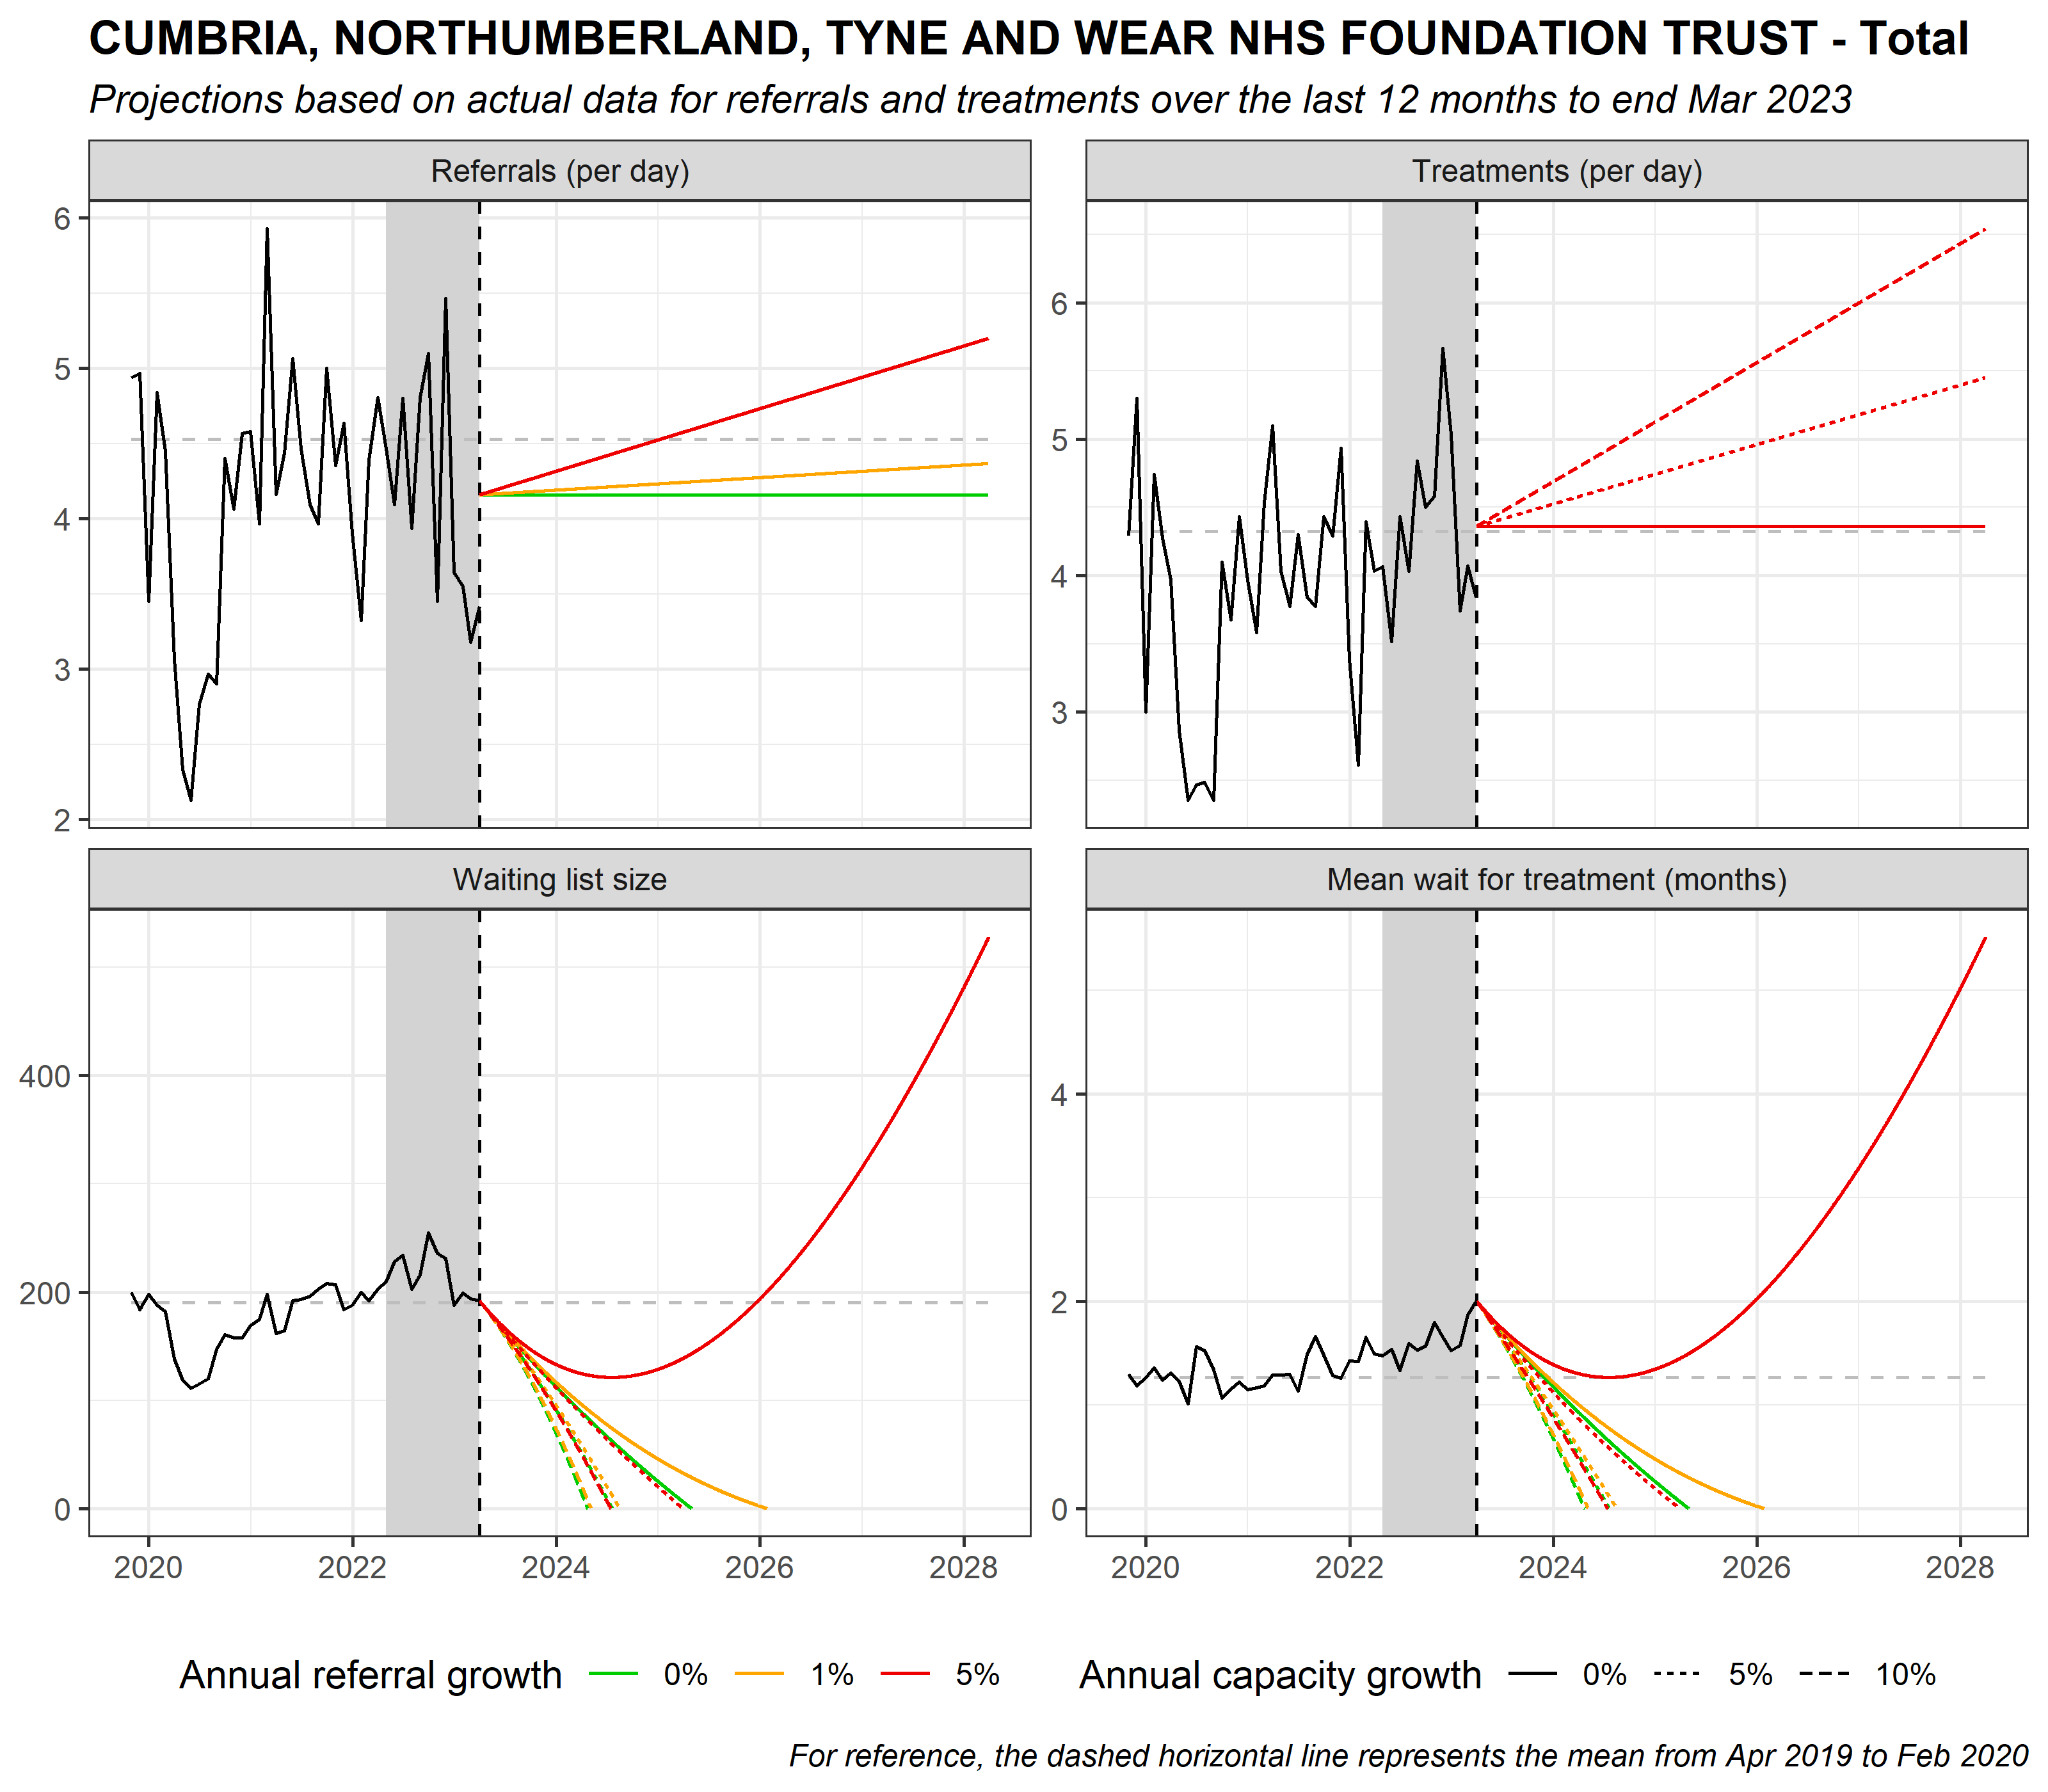 CUMBRIA, NORTHUMBERLAND, TYNE AND WEAR NHS FOUNDATION TRUST - Total
Projections based on actual data for referrals and treatments over the last 12 months to end Mar 2023
Referrals (per day)
6
5
4
3
2
Treatments (per day)
6
5
4
3
Waiting list size
400
200
0
2020 2022 2024 2026 2028
Mean wait for treatment (months)
4
2
0
2020 2022 2024 2026 2028
Annual referral growth 0% 1% 5%
Annual capacity growth 0% 5% 10%
For reference, the dashed horizontal line represents the mean from Apr 2019 to Feb 2020